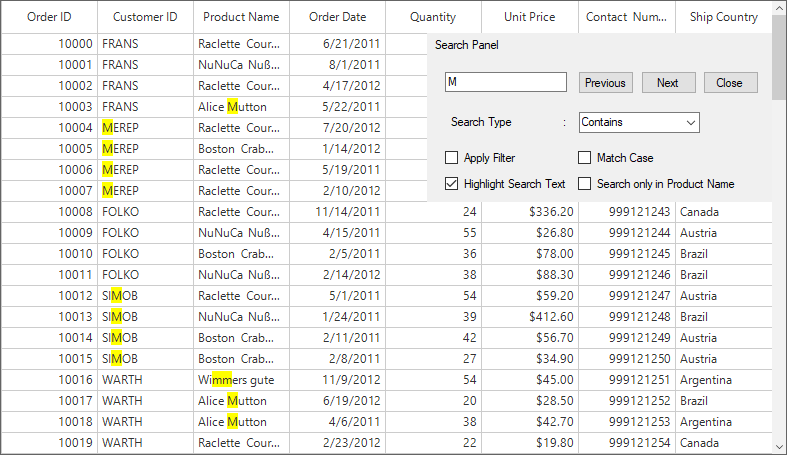 Order ID Customer ID Product Name Order Date Quantity Unit Price Contact Num... Ship Country
10000 FRANS Raclette Cour... 6/21/2011
Search Panel
10001 FRANS NuNuCa Nuß... 8/1/2011
10002 FRANS Raclette Cour... 4/17/2012
M Previous Next Close
10003 FRANS Alice Mutton 5/22/2011
10004 MEREP Raclette Cour... 7/20/2012
Search Type : Contains
10005 MEREP Boston Crab... 1/14/2012
Apply Filter Match Case
10006 MEREP Raclette Cour... 5/19/2011
10007 MEREP Raclette Cour... 2/10/2012
Highlight Search Text Search only in Product Name
10008 FOLKO Raclette Cour... 11/14/2011 24 $336.20 999121243 Canada
10009 FOLKO NuNuCa Nuß... 4/15/2011 55 $26.80 999121244 Austria
10010 FOLKO Boston Crab... 2/5/2011 36 $78.00 999121245 Brazil
10011 FOLKO NuNuCa Nuß... 2/14/2012 38 $88.30 999121246 Brazil
10012 SIMOB Raclette Cour... 5/1/2011 54 $59.20 999121247 Austria
10013 SIMOB NuNuCa Nuß... 1/24/2011 39 $412.60 999121248 Brazil
10014 SIMOB Boston Crab... 2/11/2011 42 $56.70 999121249 Austria
10015 SIMOB Boston Crab... 2/8/2011 27 $34.90 999121250 Austria
10016 WARTH Wimmers gute 11/9/2012 54 $45.00 999121251 Argentina
10017 WARTH Alice Mutton 6/19/2012 20 $28.50 999121252 Brazil
10018 WARTH Alice Mutton 4/6/2011 38 $42.70 999121253 Argentina
10019 WARTH Raclette Cour... 2/23/2012 22 $19.80 999121254 Canada